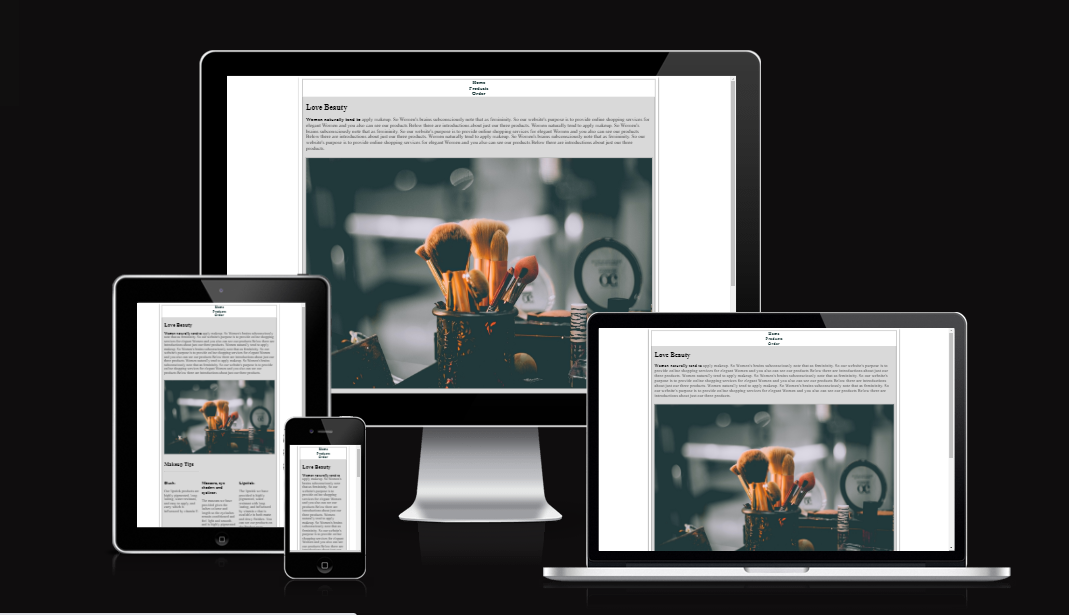 Home
Products
Order
Love Beauty
Women naturally tend to apply makeup. So Women's brains subconsciously note that as femininity. So our website's purpose is to provide online shopping services for
elegant Women and you also can see our products Below there are introductions about just our three products. Women naturally tend to apply makeup. So Women's
brains subconsciously note that as femininity. So our website's purpose is to provide online shopping services for elegant Women and you also can see our products
Below there are introductions about just our three products. Women naturally tend to apply makeup. So Women's brains subconsciously note that as femininity. So our
website's purpose is to provide online shopping services for elegant Women and you also can see our products Below there are introductions about just our three
products.
Home
Products
Order
Love Beauty
Women naturally tend to apply makeup. So Women's brains subconsciously note that as femininity. So our website's purpose is to
provide online shopping services for elegant Women and you also can see our products Below there are introductions about just our
three products. Women naturally tend to apply makeup. So Women's brains subconsciously note that as femininity. So our website's
purpose is to provide online shopping services for elegant Women and you also can see our products Below there are introductions
about just our three products. Women naturally tend to apply makeup. So Women's brains subconsciously note that as femininity. So
our website's purpose is to provide online shopping services for elegant Women and you also can see our products Below there are
introductions about just our three products.
Home
Products
Order
Love Beauty
Women naturally tend to
Makeup Tips
Blush:
Mascara, eye
shadow and
eyeliner:
Lipstick:
Home
Products
Order
Love Beauty
Women naturally tend to